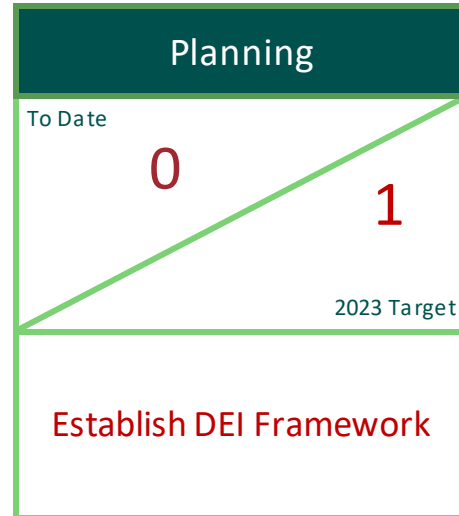 Planning
To Date
0
1
2023 Target
Establish DEI Framework